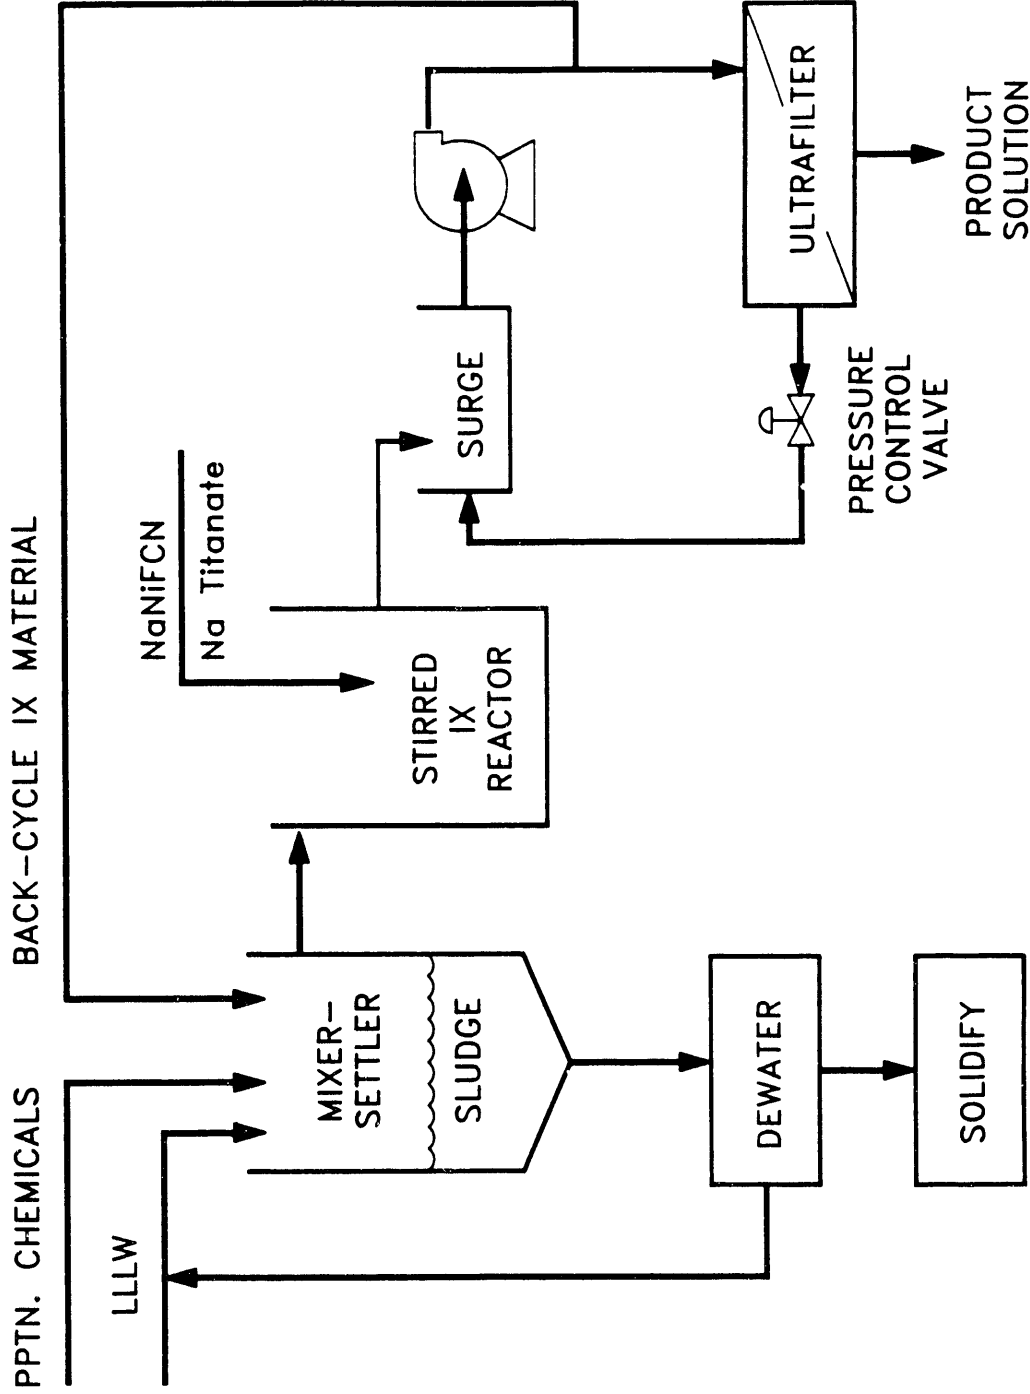 PPTN. CHEMICALS
BACK–CYCLE IX MATERIAL
LLLW
NaNiFCN
Na Titanate
MIXER–
SETTLER
SLUDGE
STIRRED
IX
REACTOR
SURGE
DEWATER
SOLIDIFY
PRESSURE
CONTROL
VALVE
ULTRAFILTER
PRODUCT
SOLUTION